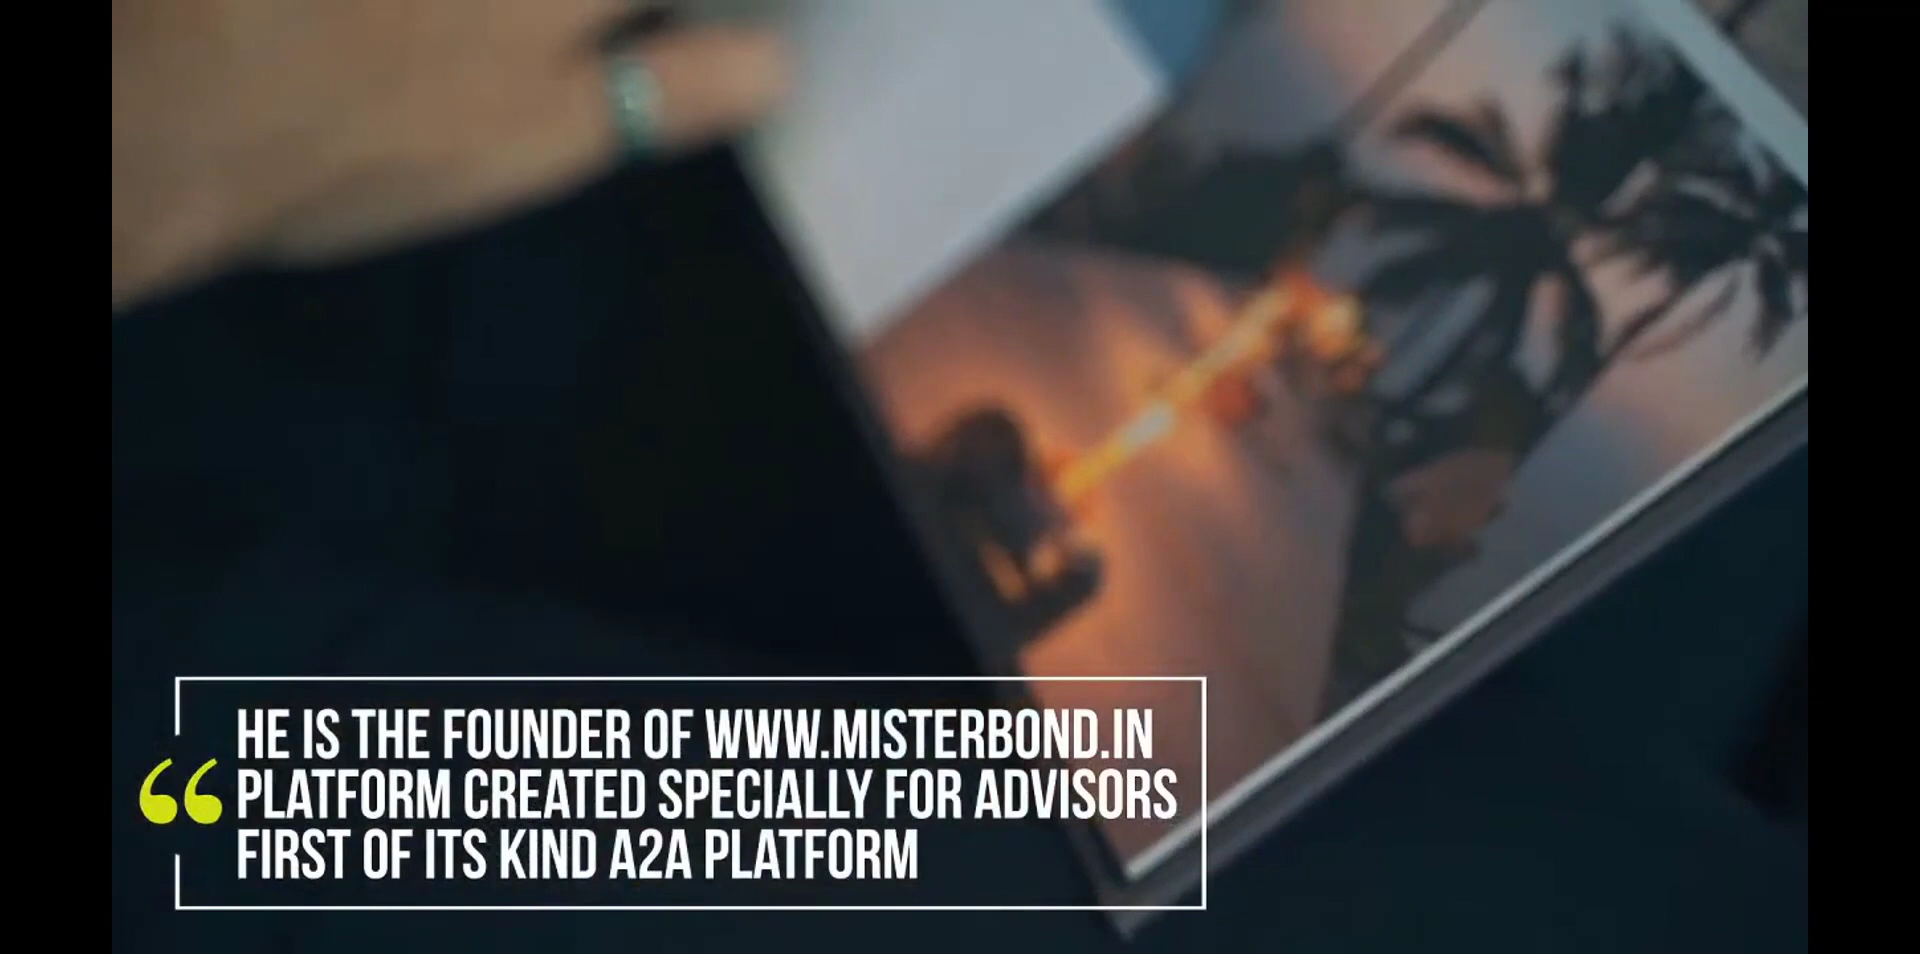 HE IS THE FOUNDER OF WWW.MISTERBOND.IN
PLATFORM CREATED SPECIALLY FOR ADVISORS
FIRST OF ITS KIND A2A PLATFORM